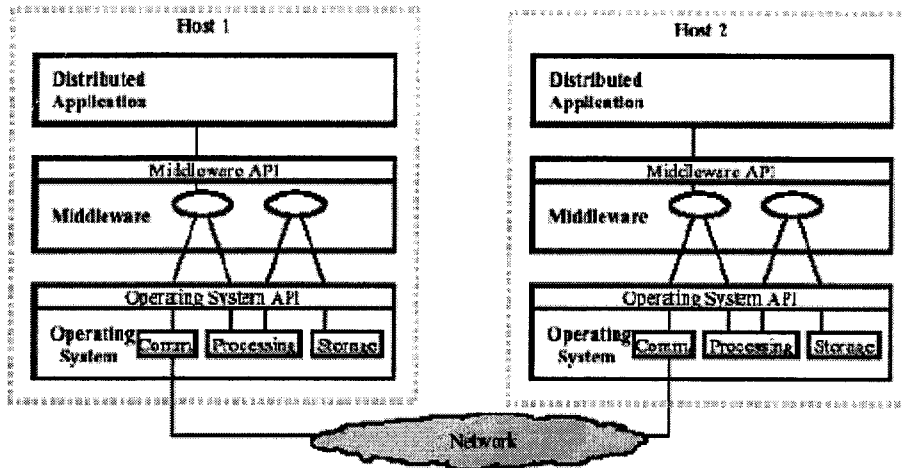 Host 1
Distributed
Application
Middleware API
Middleware
Operating System API
Operating
System
Comm.
Processing
Storage
Host 2
Distributed
Application
Middleware API
Middleware
Operating System API
Operating
System
Comm.
Processing
Storage
Network